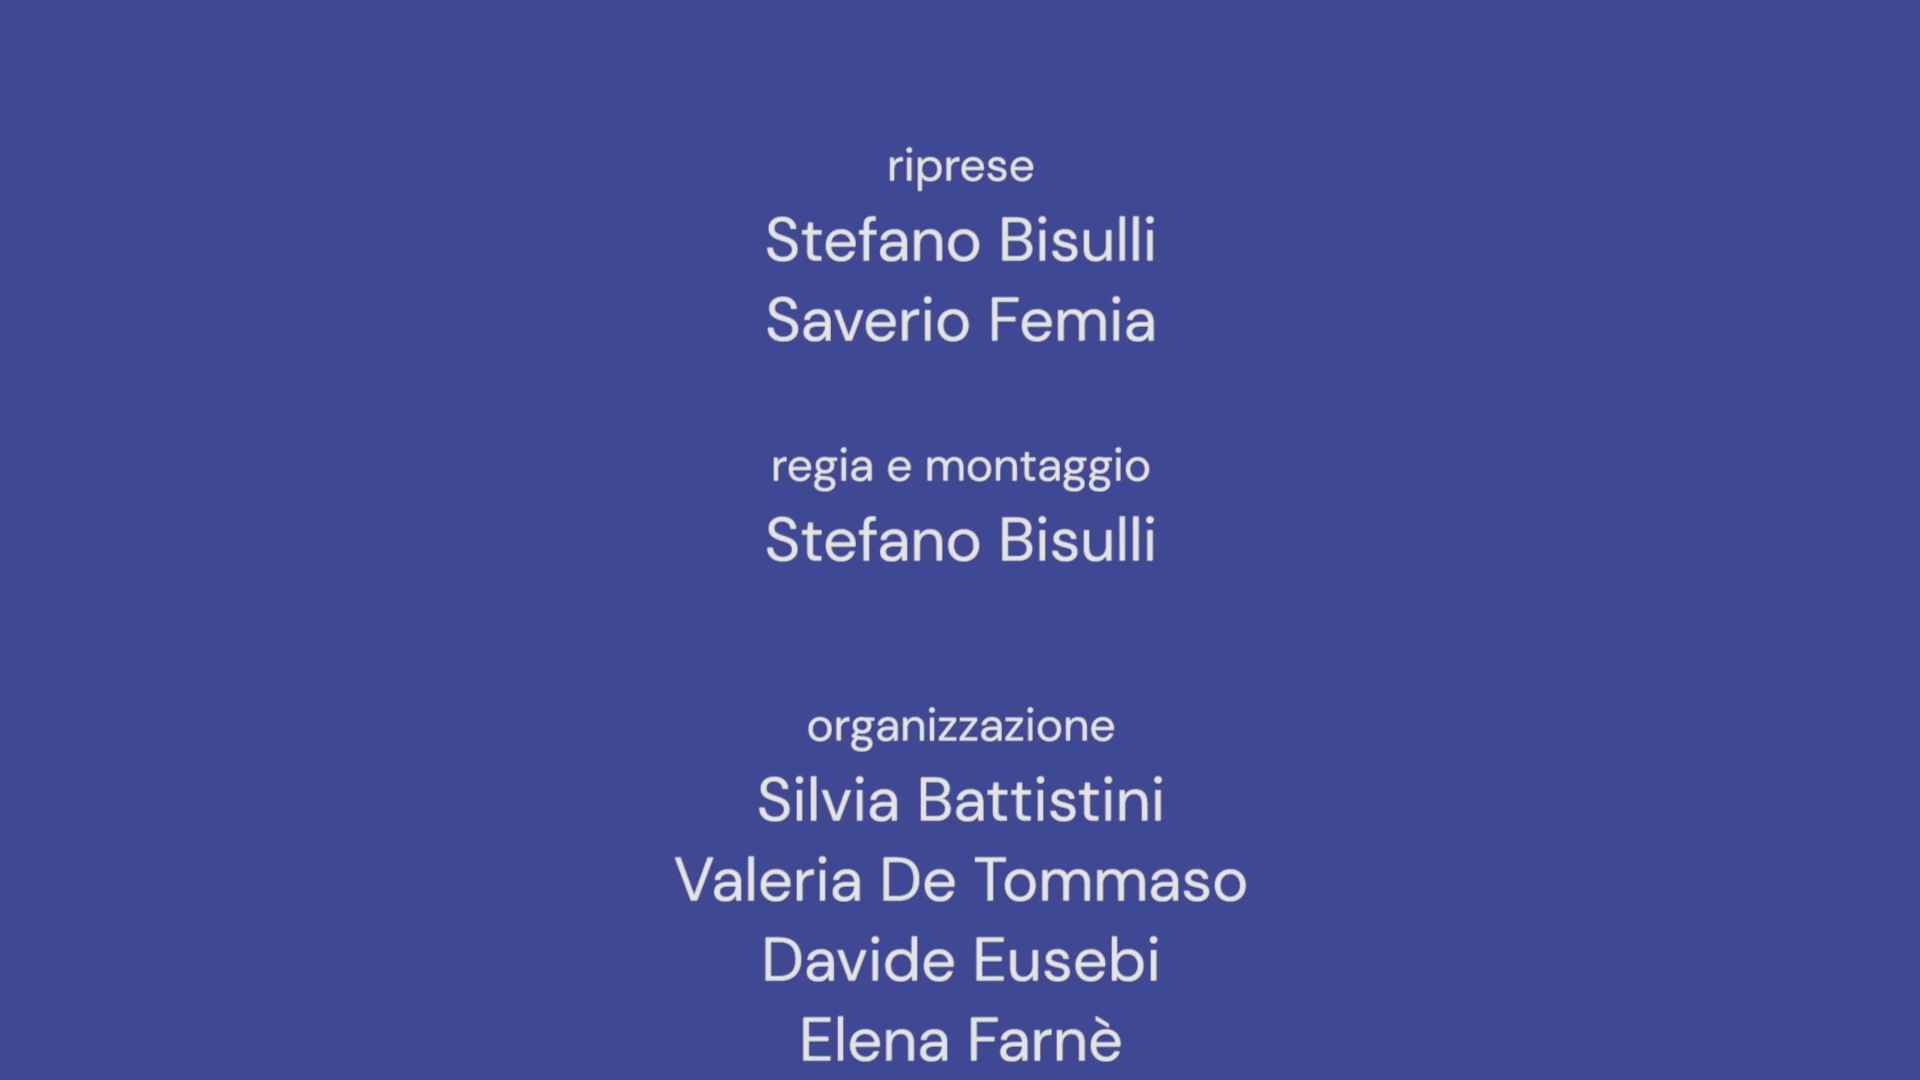 riprese
Stefano Bisulli
Saverio Femia
regia e montaggio
Stefano Bisulli
organizzazione
Silvia Battistini
Valeria De Tommaso
Davide Eusebi
Elena Farnè